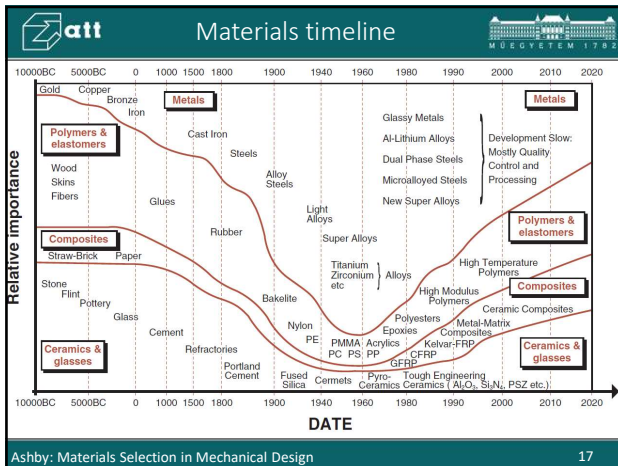 att
Materials timeline
MŰEGYETEM 1782
10000BC 5000BC 0 1000 1500 1800 1900 1940 1960 1980 1990 2000 2010 2020
Gold
Copper
Bronze
Iron
Metals
Metals
Polymers &
elastomers
Cast Iron
Steels
Alloy
Steels
Light
Alloys
Super Alloys
Titanium
Zirconium
etc
Alloys
Glassy Metals
Al-Lithium Alloys
Dual Phase Steels
Microalloyed Steels
New Super Alloys
Development Slow:
Mostly Quality
Control and
Processing
Wood
Skins
Fibers
Glues
Rubber
Polymers &
elastomers
Composites
Straw-Brick
Paper
Bakelite
Nylon
PE
PMMA Acrylics
PC PS PP
Polyesters
Epoxies
High Modulus
Polymers
High Temperature
Polymers
Composites
Stone
Flint
Pottery
Glass
Cement
Refractories
Portland
Cement
Fused
Silica
Cermets
Pyro-
Ceramics
GFRP
CFRP
Kelvar-FRP
Metal-Matrix
Composites
Ceramic Composites
Tough Engineering
Ceramics ( Al₂O₃, Si₃N₄, PSZ etc.)
Ceramics &
glasses
Ceramics &
glasses
Relative importance
10000BC 5000BC 0 1000 1500 1800 1900 1940 1960 1980 1990 2000 2010 2020
DATE
Ashby: Materials Selection in Mechanical Design
17